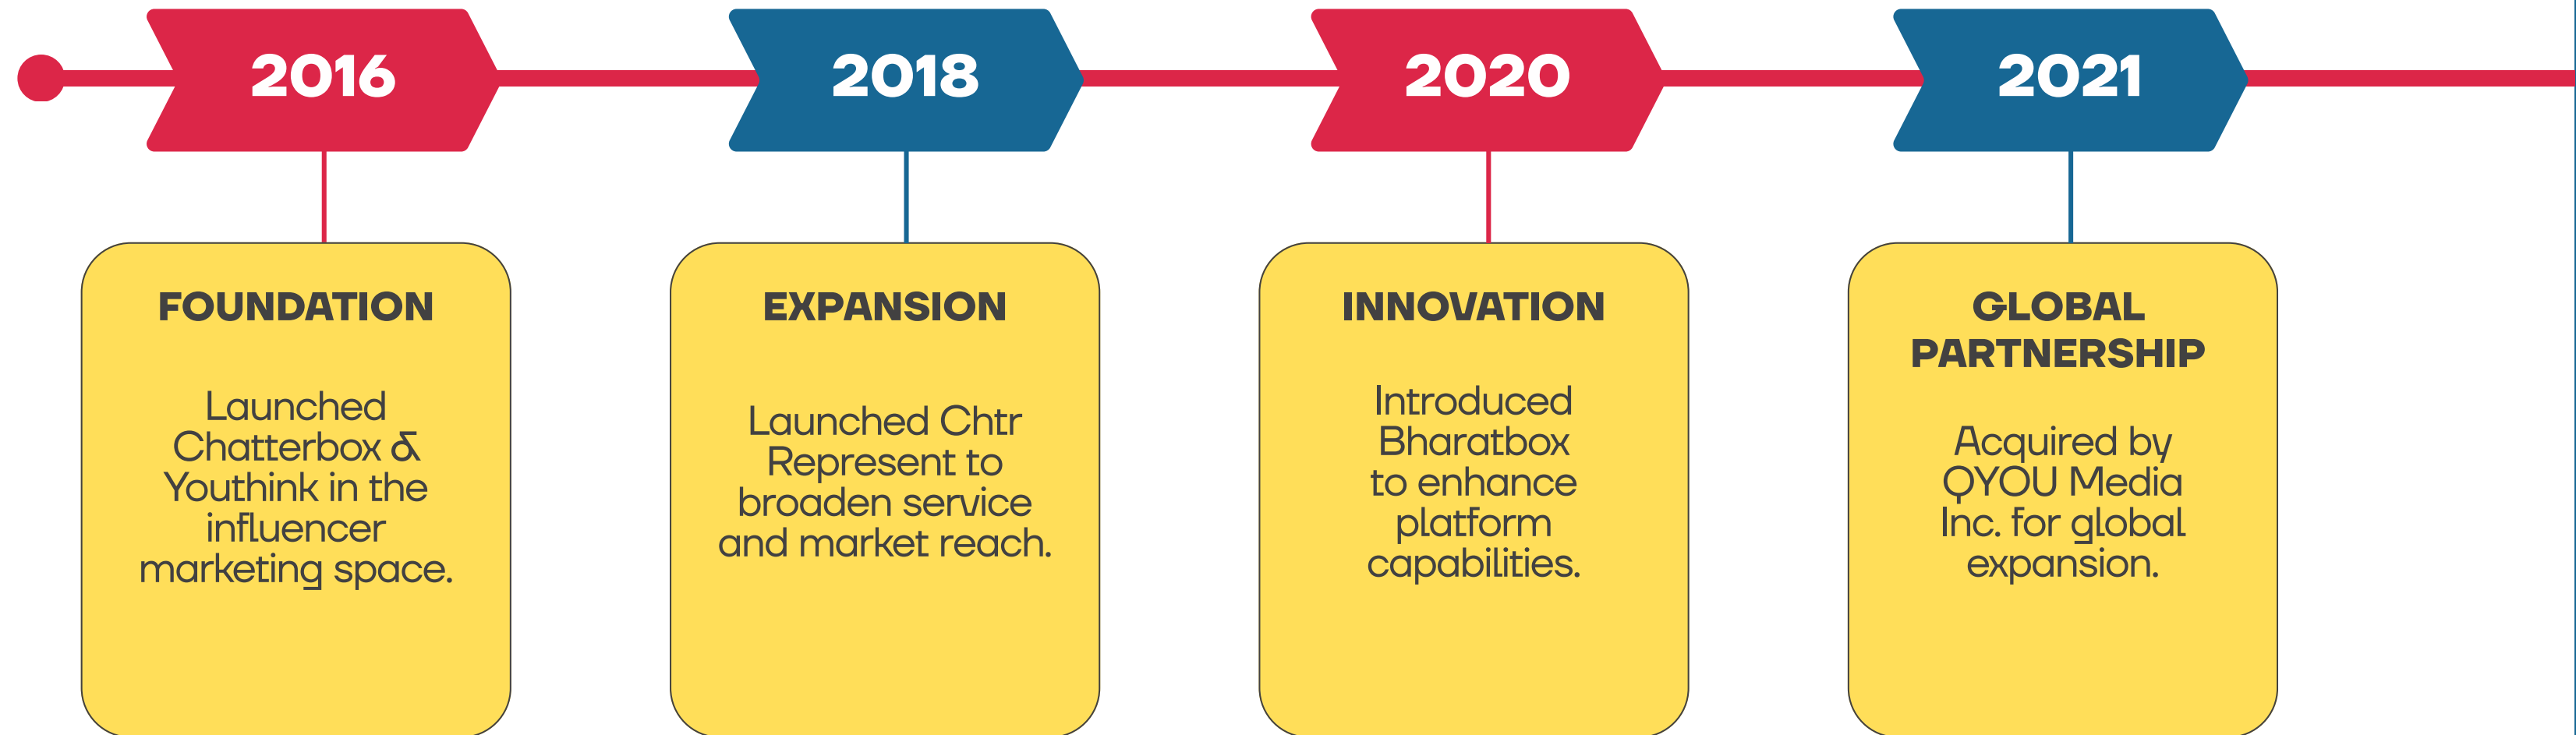 2016
2018
2020
2021
FOUNDATION
Launched
Chatterbox &
Youthink in the
influencer
marketing space.
EXPANSION
Launched Chtr
Represent to
broaden service
and market reach.
INNOVATION
Introduced
Bharatbox
to enhance
platform
capabilities.
GLOBAL
PARTNERSHIP
Acquired by
QYOU Media
Inc. for global
expansion.